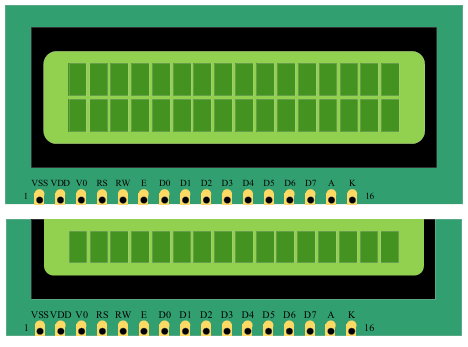 VSS VDD V0 RS RW E D0 D1 D2 D3 D4 D5 D6 D7 A K
1 16
VSS VDD V0 RS RW E D0 D1 D2 D3 D4 D5 D6 D7 A K
1 16